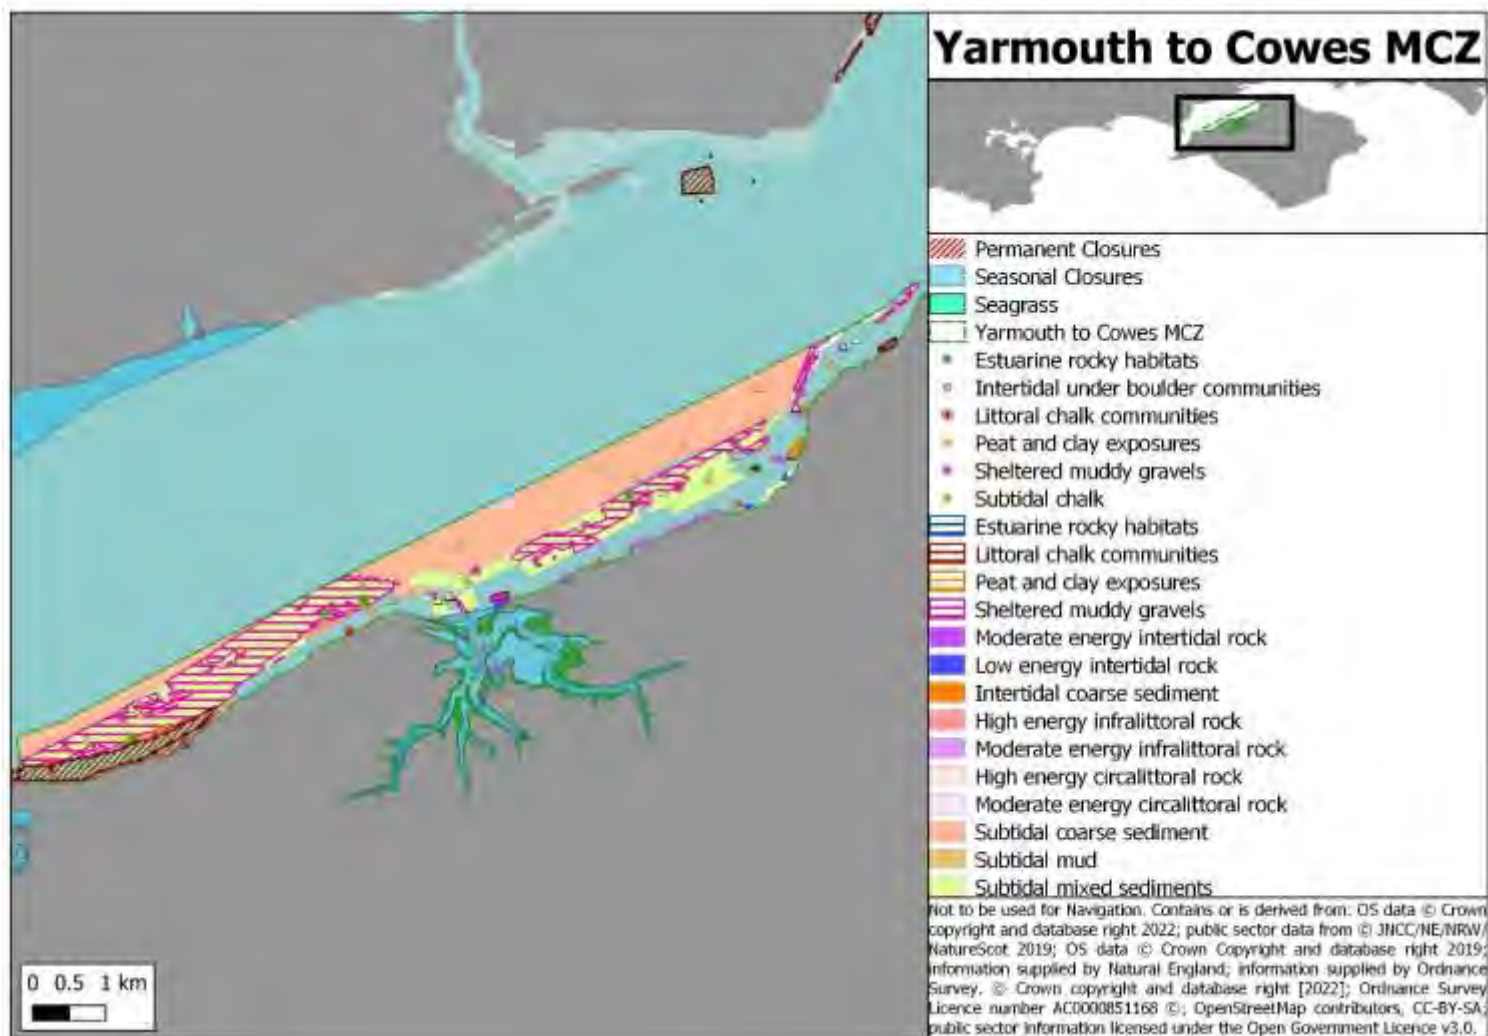 Yarmouth to Cowes MCZ
Permanent Closures
Seasonal Closures
Seagrass
Yarmouth to Cowes MCZ
Estuarine rocky habitats
Intertidal under boulder communities
Littoral chalk communities
Peat and clay exposures
Sheltered muddy gravels
Subtidal chalk
Estuarine rocky habitats
Littoral chalk communities
Peat and clay exposures
Sheltered muddy gravels
Moderate energy intertidal rock
Low energy intertidal rock
Intertidal coarse sediment
High energy infralittoral rock
Moderate energy infralittoral rock
High energy circalittoral rock
Moderate energy circalittoral rock
Subtidal coarse sediment
Subtidal mud
Subtidal mixed sediments
Not to be used for Navigation. Contains or is derived from: OS data © Crown
copyright and database right 2022; public sector data from © JNCC/NE/NRW/
NatureScot 2019; OS data © Crown Copyright and database right 2019;
information supplied by Natural England; information supplied by Ordnance
Survey. © Crown copyright and database right [2022]; Ordnance Survey
Licence number AC0000851168 ©; OpenStreetMap contributors, CC-BY-SA;
public sector information licensed under the Open Government Licence v3.0.
0 0.5 1 km